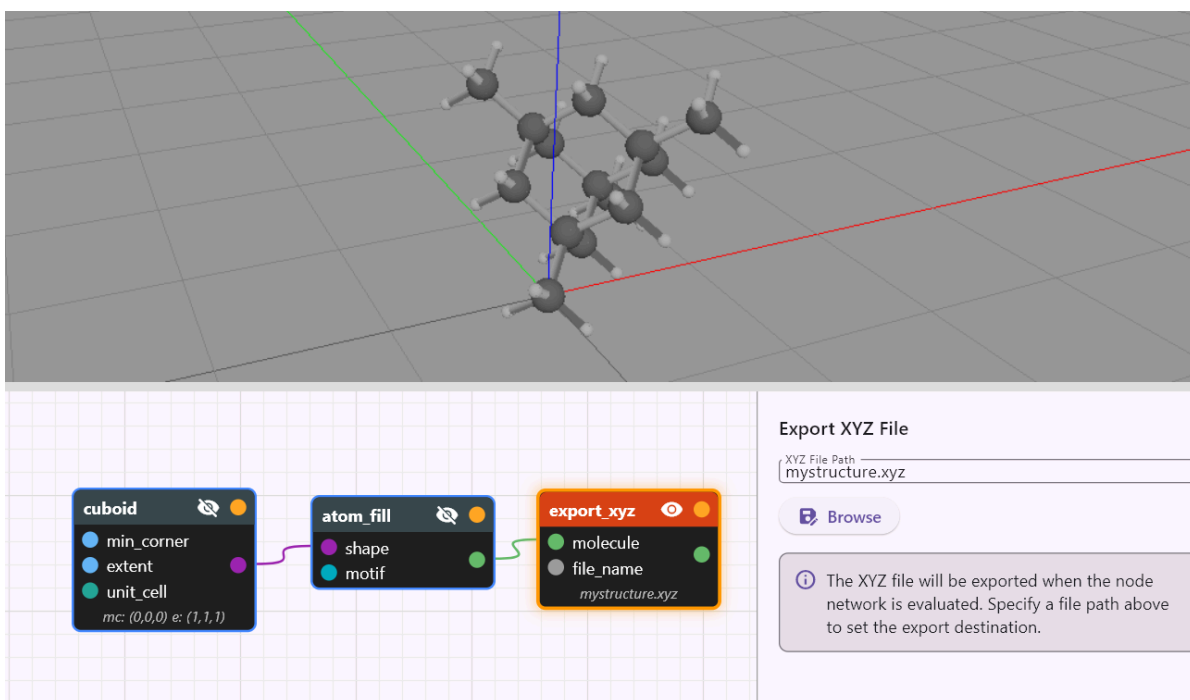 cuboid
min_corner
extent
unit_cell
mc: (0,0,0) e: (1,1,1)
atom_fill
shape
motif
export_xyz
molecule
file_name
mystructure.xyz
Export XYZ File
XYZ File Path
mystructure.xyz
Browse
The XYZ file will be exported when the node
network is evaluated. Specify a file path above
to set the export destination.